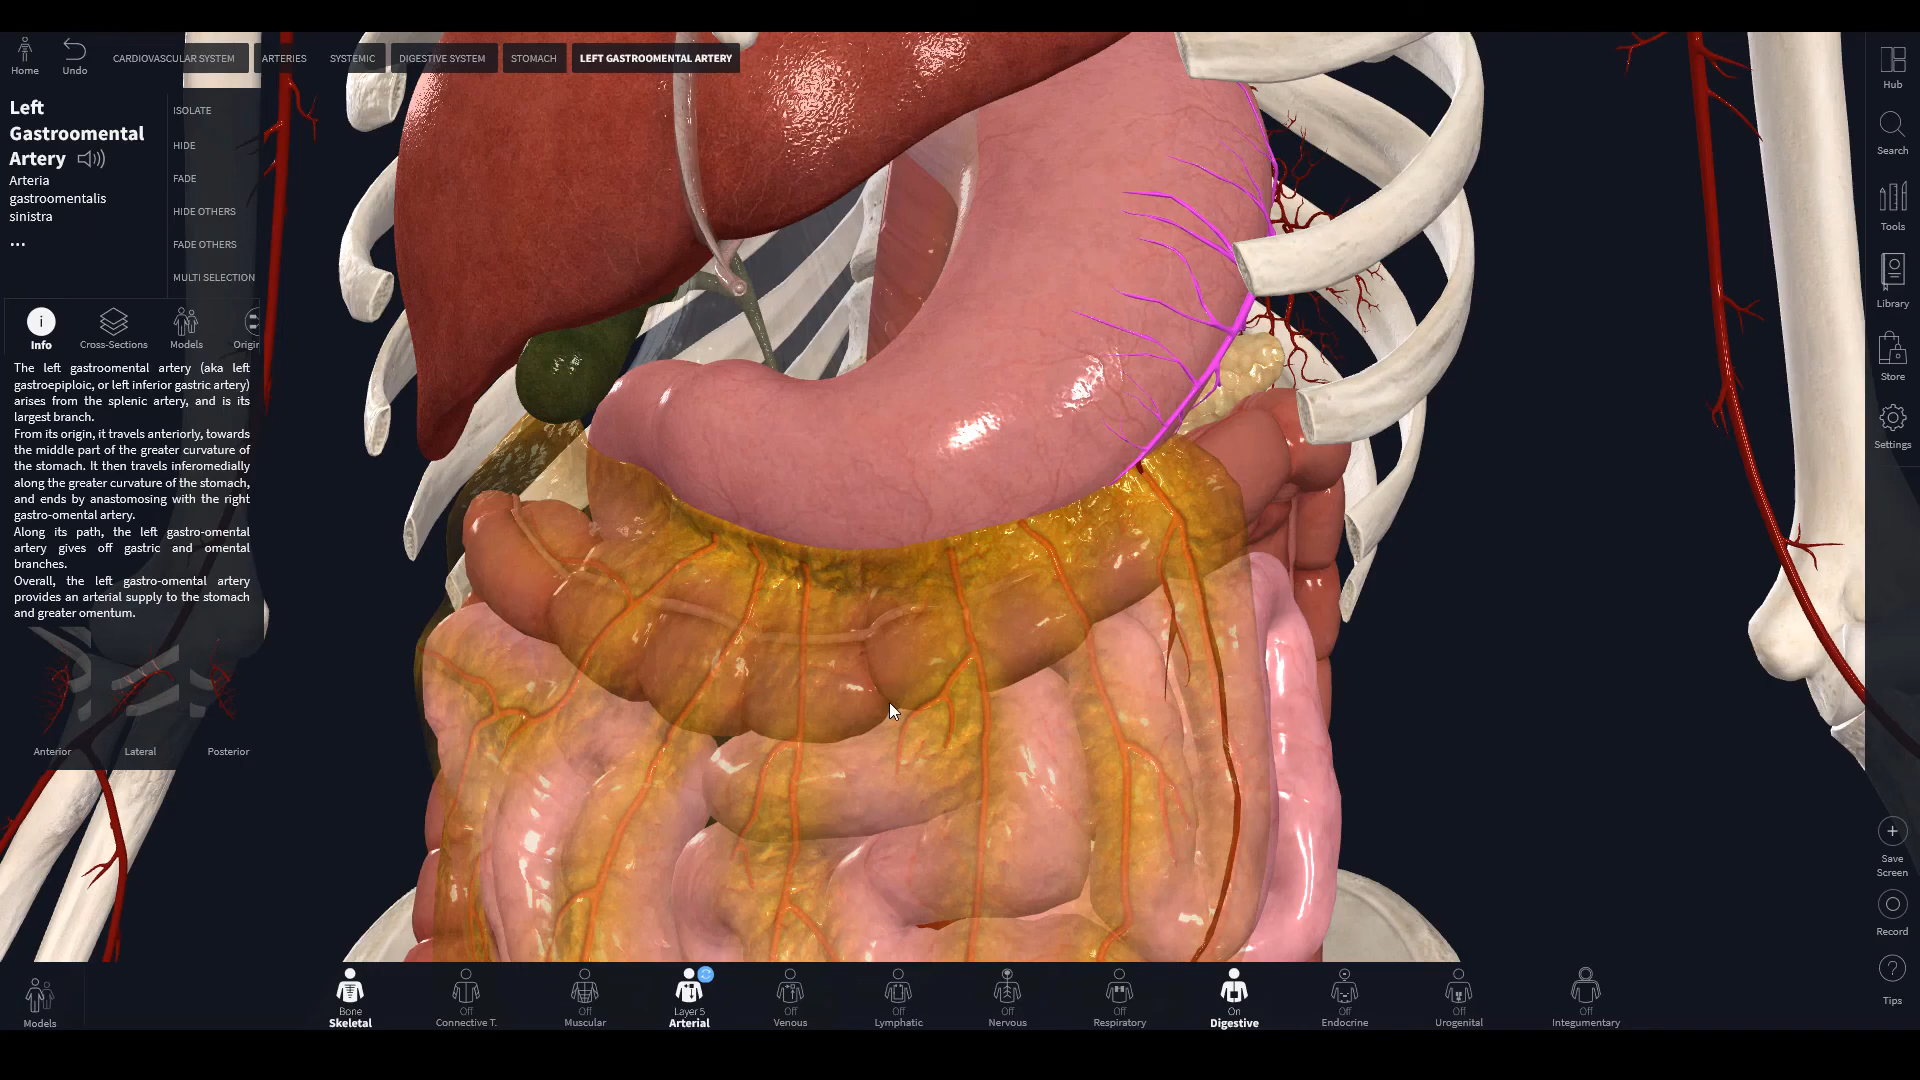 Home
Undo
CARDIOVASCULAR SYSTEM
ARTERIES
SYSTEMIC
DIGESTIVE SYSTEM
STOMACH
LEFT GASTROOMENTAL ARTERY
Left
Gastroomental
Artery
Arteria
gastroomentalis
sinistra
...
ISOLATE
HIDE
FADE
HIDE OTHERS
FADE OTHERS
MULTI SELECTION
Info
Cross-Sections
Models
Origin
The left gastroomental artery (aka left
gastroepiploic, or left inferior gastric artery)
arises from the splenic artery, and is its
largest branch.
From its origin, it travels anteriorly, towards
the middle part of the greater curvature of
the stomach. It then travels inferomedially
along the greater curvature of the stomach,
and ends by anastomosing with the right
gastro-omental artery.
Along its path, the left gastro-omental
artery gives off gastric and omental
branches.
Overall, the left gastro-omental artery
provides an arterial supply to the stomach
and greater omentum.
Anterior
Lateral
Posterior
Hub
Search
Tools
Library
Store
Settings
Save
Screen
Record
Tips
Models
Bone
Skeletal
Off
Connective T.
Off
Muscular
Layer 5
Arterial
Off
Venous
Off
Lymphatic
Off
Nervous
Off
Respiratory
On
Digestive
Off
Endocrine
Off
Urogenital
Off
Integumentary